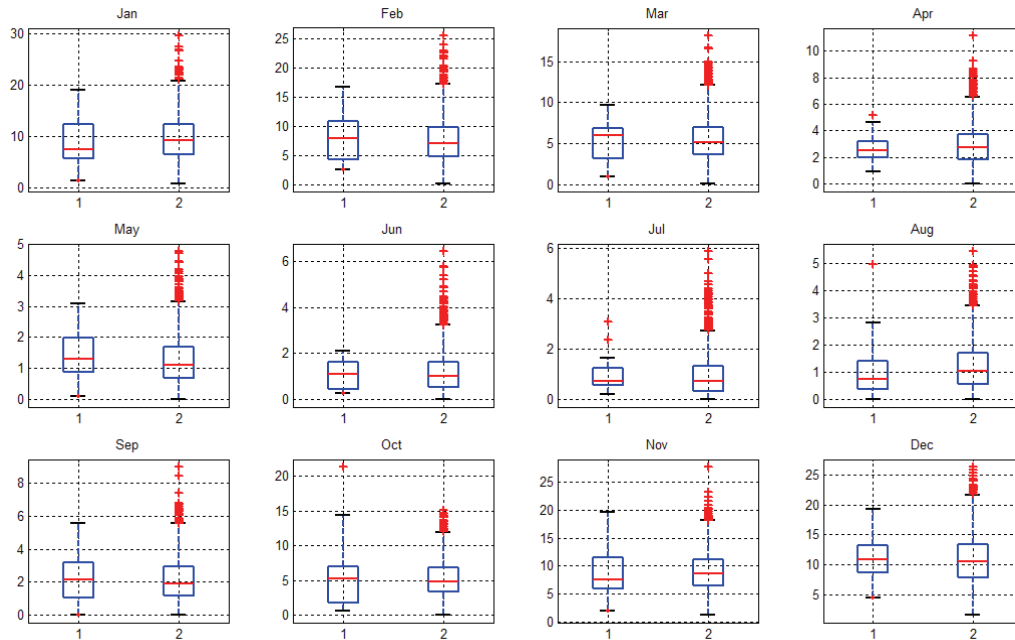 Jan Feb Mar Apr
30 20 10 0 1 2
25 20 15 10 5 0 1 2
15 10 5 0 1 2
10 8 6 4 2 0 1 2
May Jun Jul Aug
5 4 3 2 1 0 1 2
6 4 2 0 1 2
6 4 2 0 1 2
5 4 3 2 1 0 1 2
Sep Oct Nov Dec
8 6 4 2 0 1 2
20 15 10 5 0 1 2
25 20 15 10 5 0 1 2
25 20 15 10 5 1 2